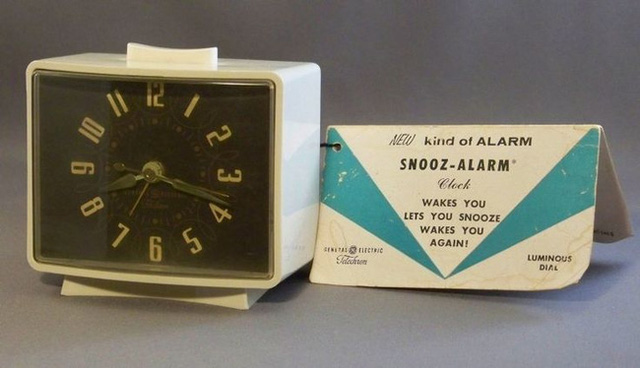 12
1
2
3
4
5
6
7
8
9
10
11
NEW kind of ALARM
SNOOZ-ALARM®
Clock
WAKES YOU
LETS YOU SNOOZE
WAKES YOU
AGAIN!
GENERAL GE ELECTRIC
Telechron
LUMINOUS
DIAL